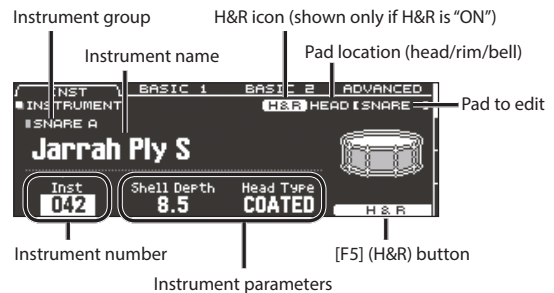 Instrument group
H&R icon (shown only if H&R is “ON”)
Instrument name
Pad location (head/rim/bell)
INST BASIC 1 BASIC 2 ADVANCED
INSTRUMENT H&R HEAD SNARE
Pad to edit
SNARE A
Jarrah Ply S
Inst Shell Depth Head Type
042 8.5 COATED
H & R
Instrument number
[F5] (H&R) button
Instrument parameters